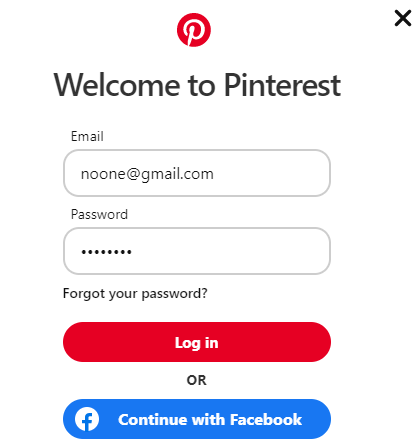 Welcome to Pinterest
Email
noone@gmail.com
Password
••••••••
Forgot your password?
Log in
OR
Continue with Facebook